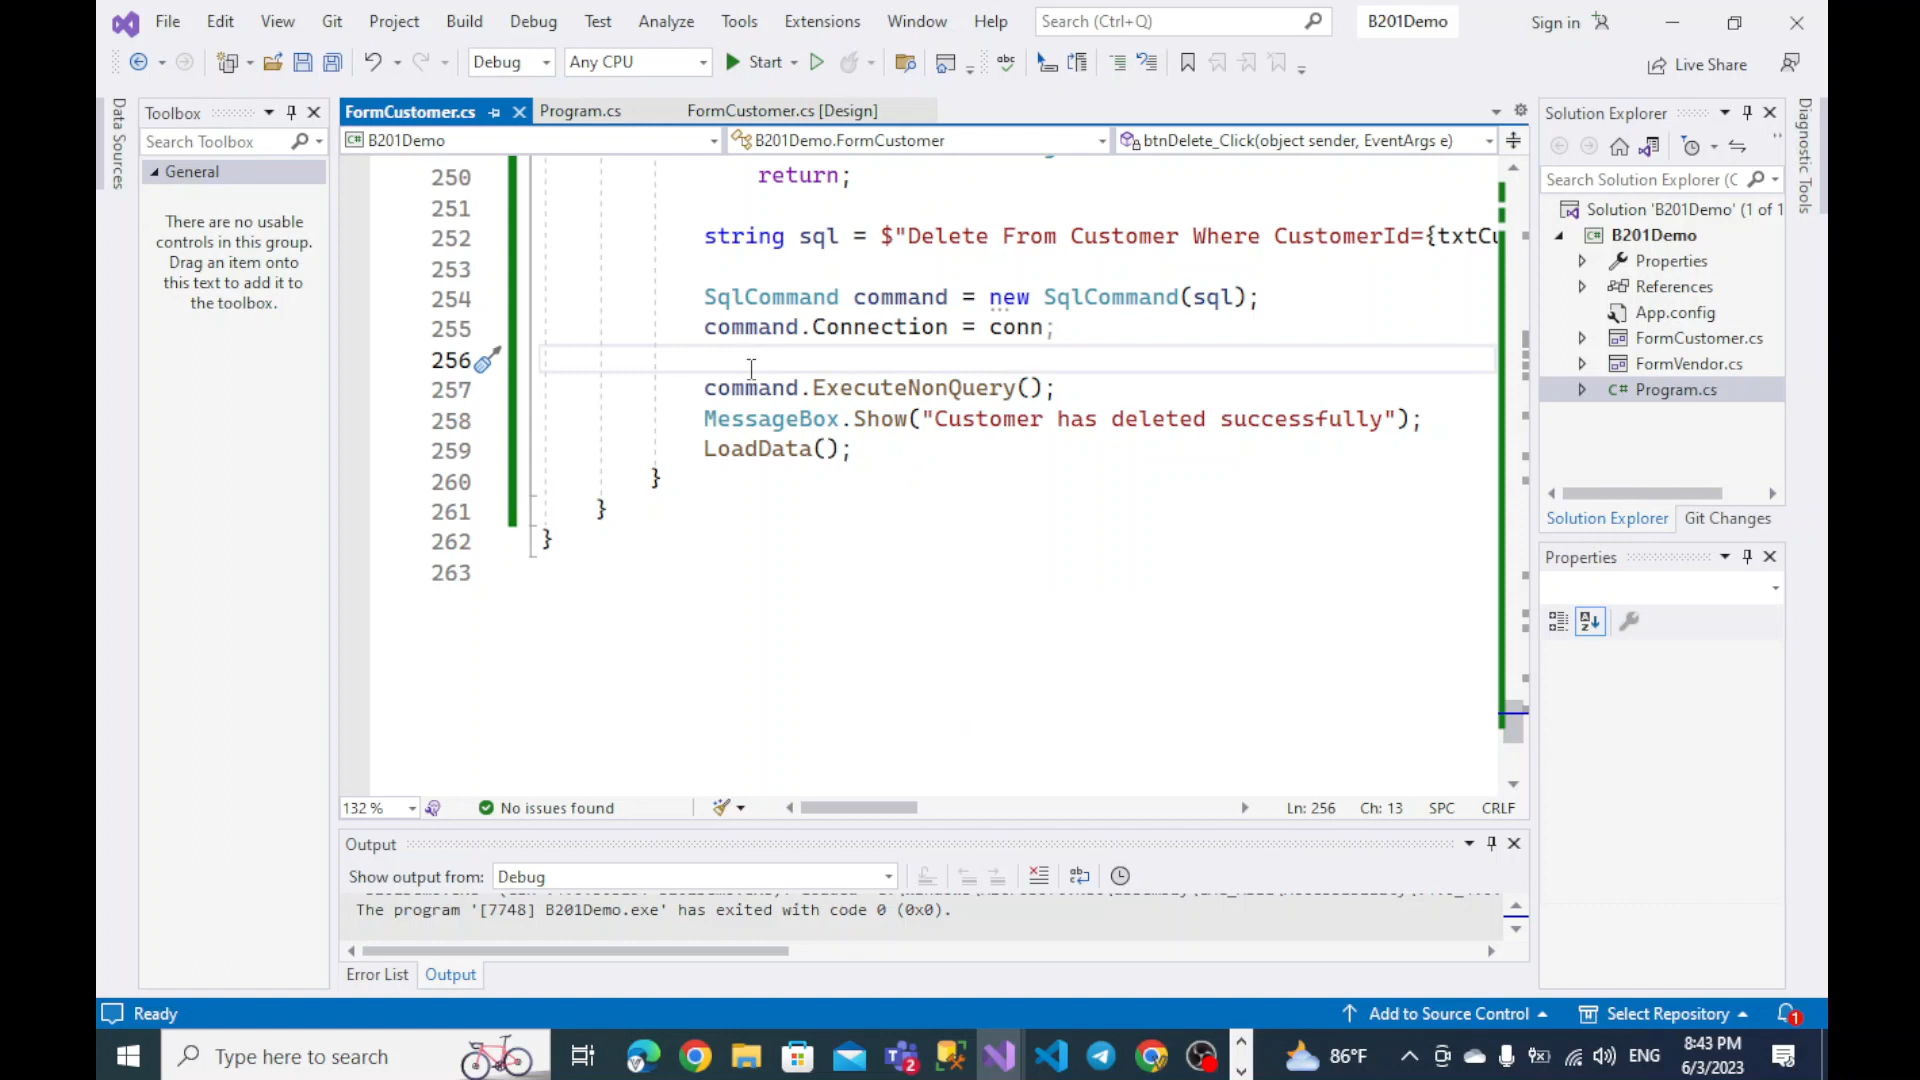 File Edit View Git Project Build Debug Test Analyze Tools Extensions Window Help Search (Ctrl+Q) B201Demo Sign in
Debug Any CPU Start Live Share
Data Sources
Toolbox
Search Toolbox
General
There are no usable
controls in this group.
Drag an item onto
this text to add it to
the toolbox.
FormCustomer.cs Program.cs FormCustomer.cs [Design]
C# B201Demo B201Demo.FormCustomer btnDelete_Click(object sender, EventArgs e)
250 return;
251
252 string sql = $"Delete From Customer Where CustomerId={txtCu
253
254 SqlCommand command = new SqlCommand(sql);
255 command.Connection = conn;
256
257 command.ExecuteNonQuery();
258 MessageBox.Show("Customer has deleted successfully");
259 LoadData();
260 }
261 }
262 }
263
132 % No issues found Ln: 256 Ch: 13 SPC CRLF
Output
Show output from: Debug
The program '[7748] B201Demo.exe' has exited with code 0 (0x0).
Error List Output
Solution Explorer
Search Solution Explorer (C
Solution 'B201Demo' (1 of 1
C# B201Demo
Properties
References
App.config
FormCustomer.cs
FormVendor.cs
C# Program.cs
Solution Explorer Git Changes
Properties
Diagnostic Tools
Ready Add to Source Control Select Repository 1
Type here to search 2 86°F ENG 8:43 PM
6/3/2023